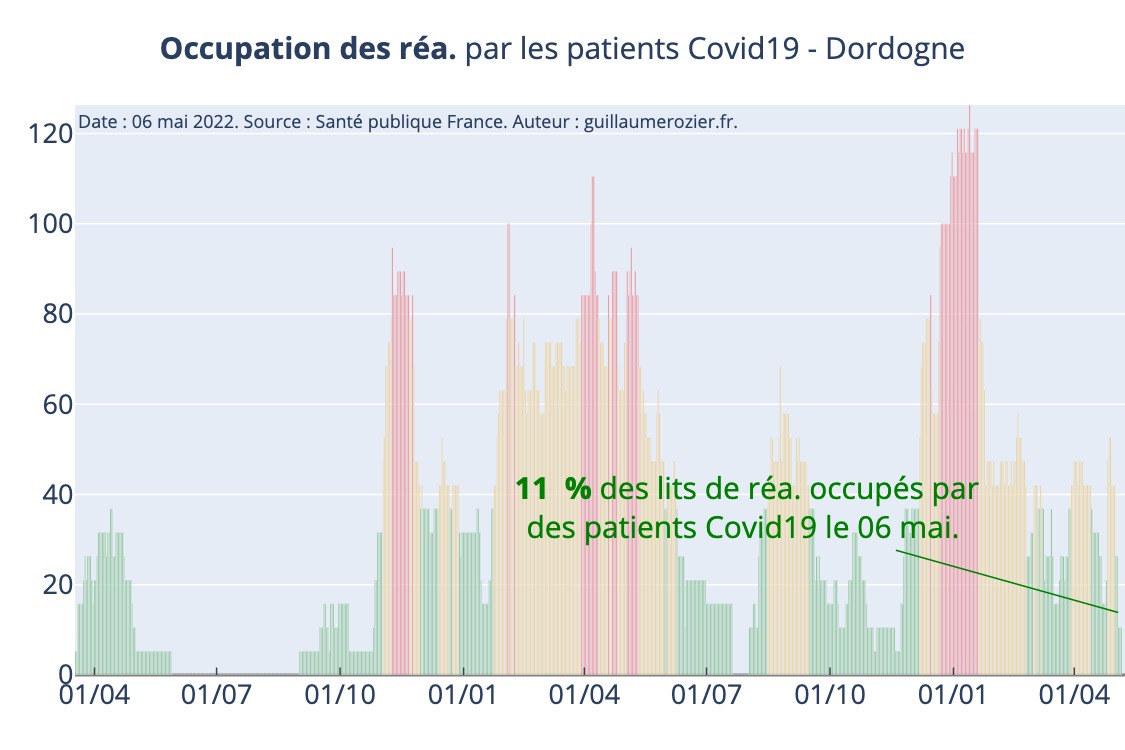 Occupation des réa. par les patients Covid19 - Dordogne
Date : 06 mai 2022. Source : Santé publique France. Auteur : guillaumerozier.fr.
120
100
80
60
40
20
0
11 % des lits de réa. occupés par
des patients Covid19 le 06 mai.
01/04 01/07 01/10 01/01 01/04 01/07 01/10 01/01 01/04